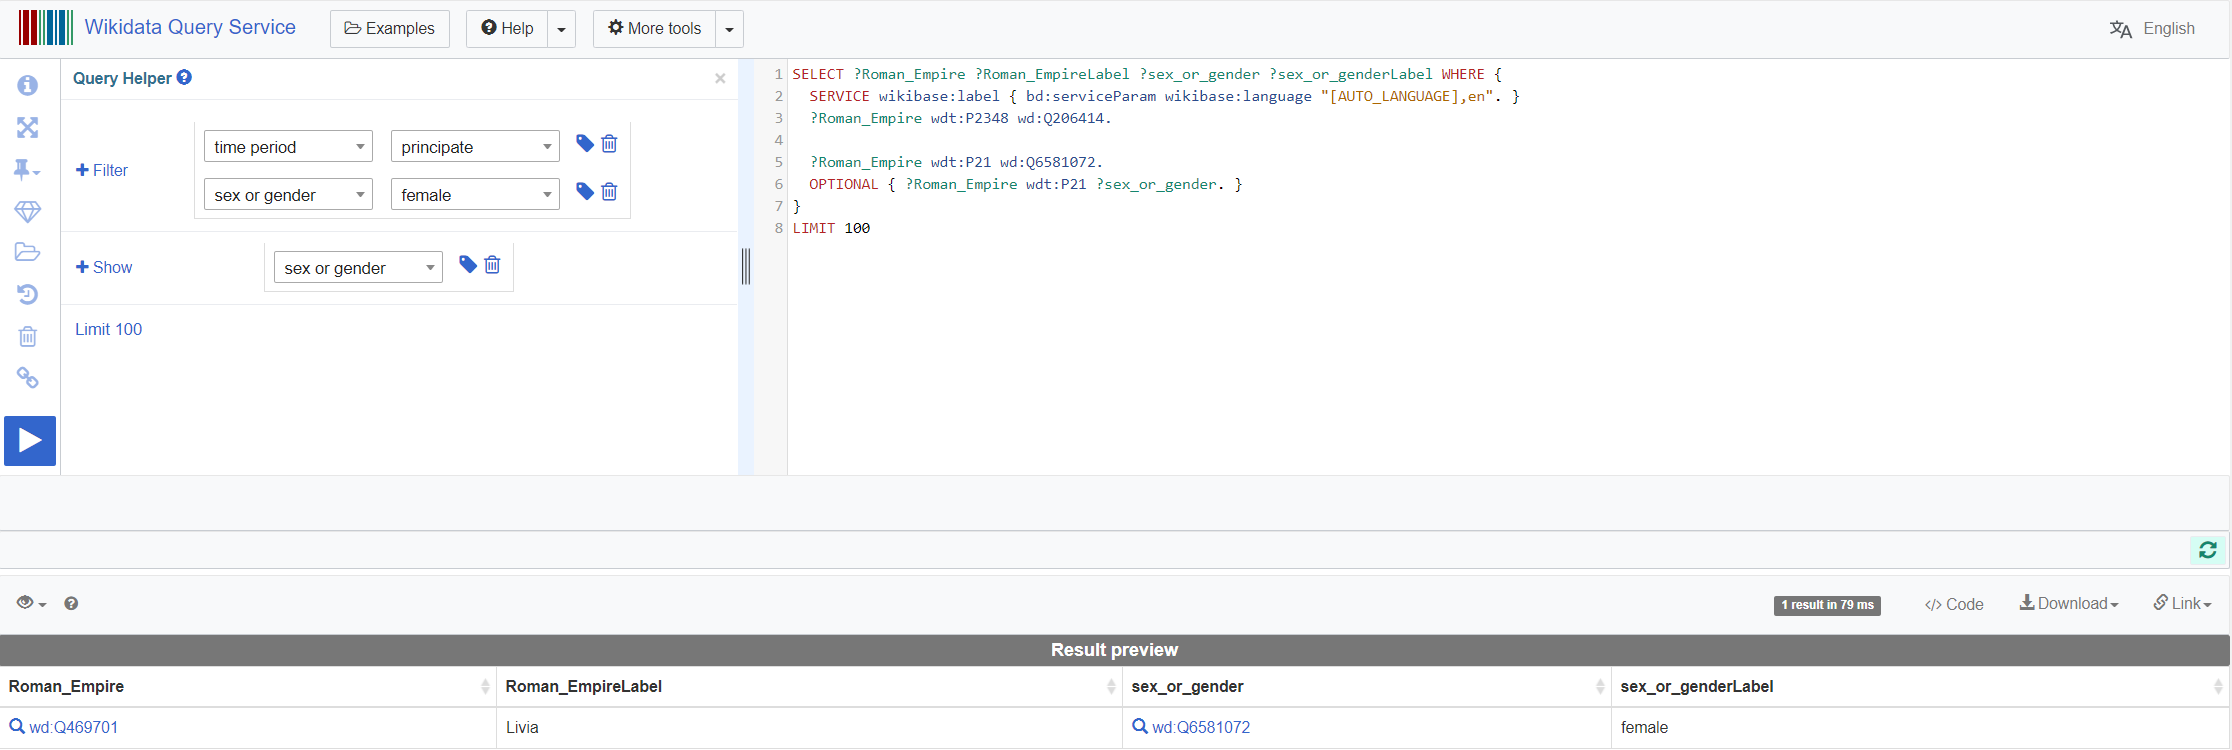 Wikidata Query Service
Examples
Help
More tools
English
Query Helper
Filter
time period principate
sex or gender female
Show
sex or gender
Limit 100
1 SELECT ?Roman_Empire ?Roman_EmpireLabel ?sex_or_gender ?sex_or_genderLabel WHERE {
2 SERVICE wikibase:label { bd:serviceParam wikibase:language "[AUTO_LANGUAGE],en". }
3 ?Roman_Empire wdt:P2348 wd:Q206414.
4
5 ?Roman_Empire wdt:P21 wd:Q6581072.
6 OPTIONAL { ?Roman_Empire wdt:P21 ?sex_or_gender. }
7 }
8 LIMIT 100
1 result in 79 ms
</> Code
Download
Link
Result preview
Roman_Empire Roman_EmpireLabel sex_or_gender sex_or_genderLabel
wd:Q469701 Livia wd:Q6581072 female